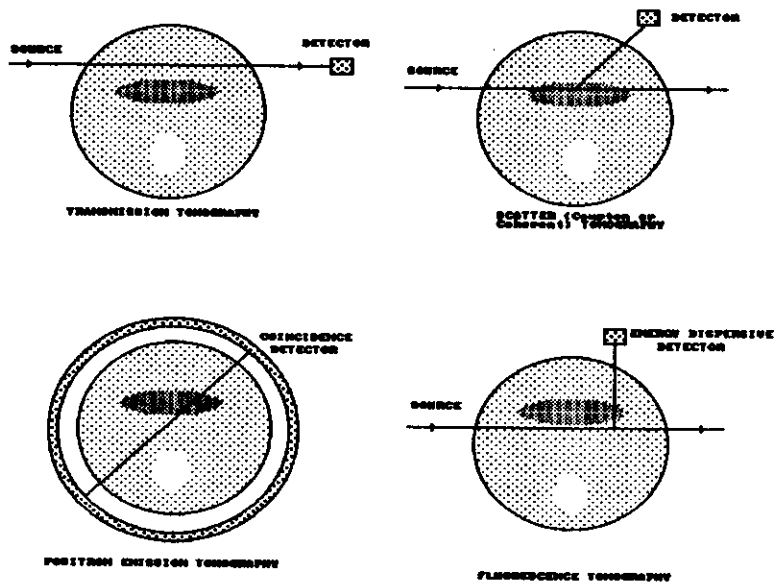 SOURCE
DETECTOR
TRANSMISSION TOMOGRAPHY
DETECTOR
SOURCE
SCATTER (Compton or
Coherent) TOMOGRAPHY
COINCIDENCE
DETECTOR
POSITRON EMISSION TOMOGRAPHY
ENERGY DISPERSIVE
DETECTOR
SOURCE
FLUORESCENCE TOMOGRAPHY